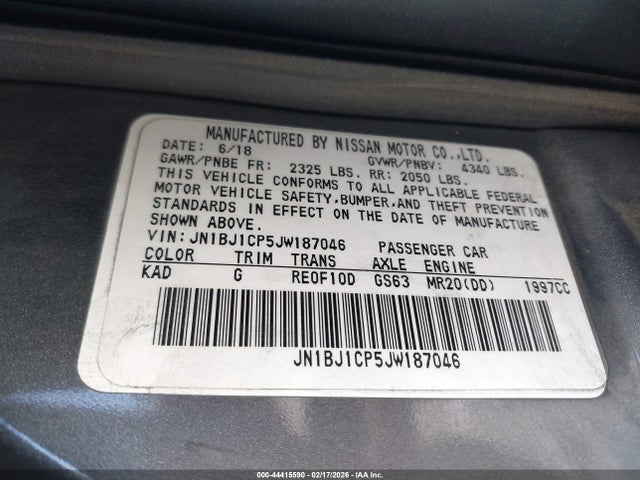 MANUFACTURED BY NISSAN MOTOR CO.,LTD.
DATE: 6/18 GVWR/PNBV: 4340 LBS.
GAWR/PNBE FR: 2325 LBS. RR: 2050 LBS.
THIS VEHICLE CONFORMS TO ALL APPLICABLE FEDERAL
MOTOR VEHICLE SAFETY,BUMPER,AND THEFT PREVENTION
STANDARDS IN EFFECT ON THE DATE OF MANUFACTURE
SHOWN ABOVE.
VIN: JN1BJ1CP5JW187046 PASSENGER CAR
COLOR TRIM TRANS AXLE ENGINE
KAD G RE0F10D GS63 MR20(DD) 1997CC
JN1BJ1CP5JW187046
000-44415590 - 02/17/2026 - IAA Inc.